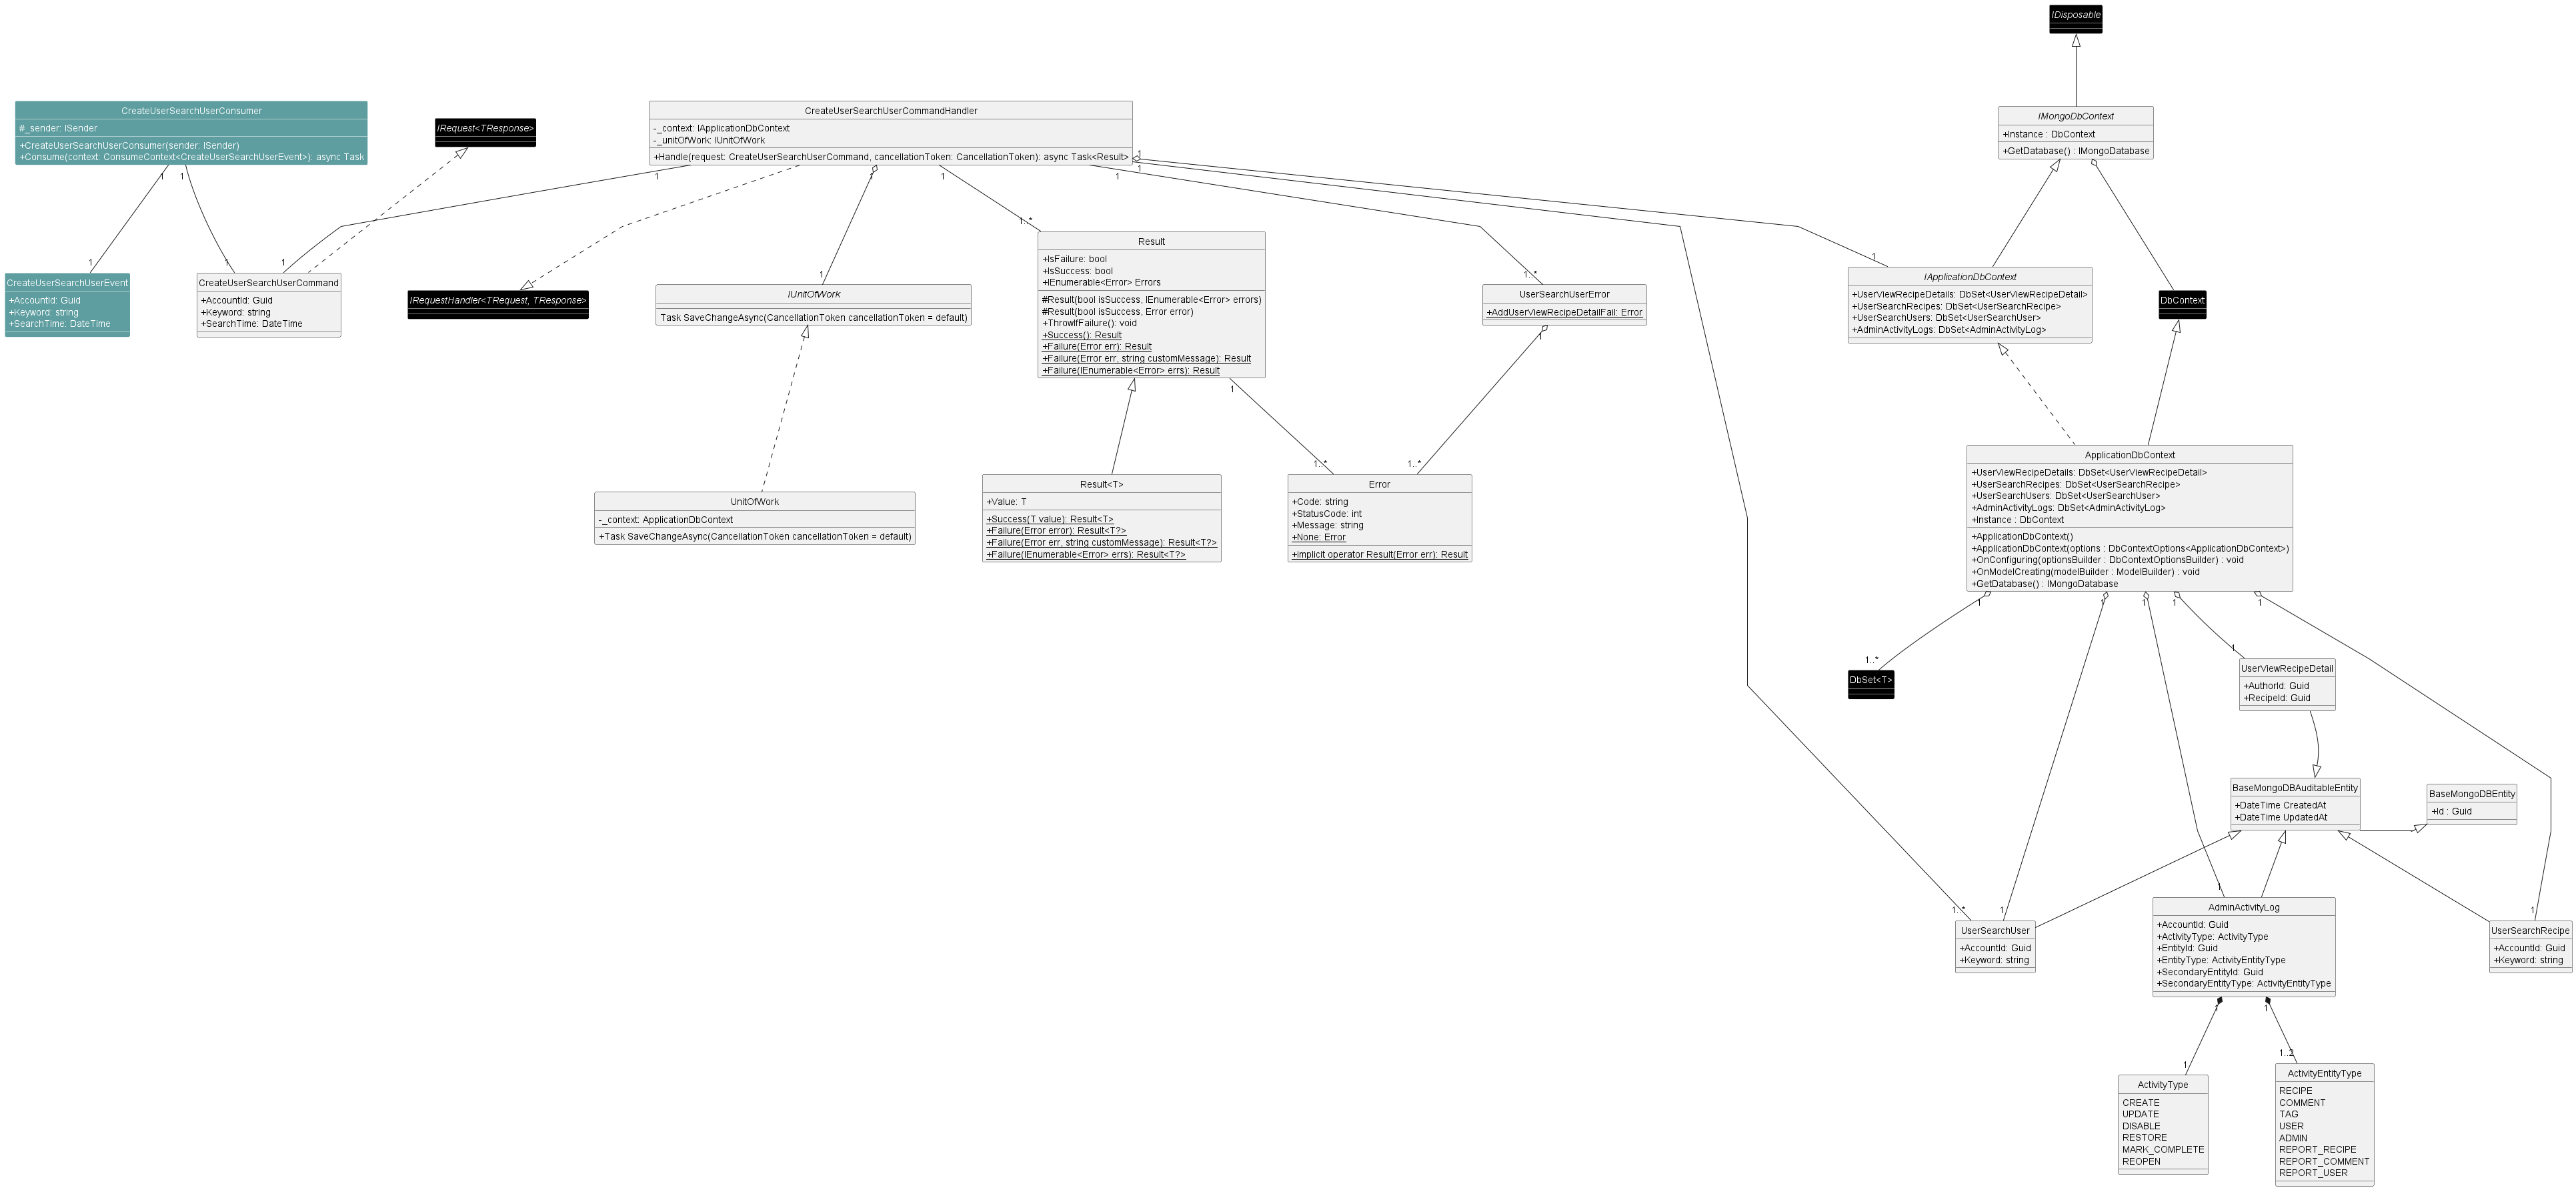 IDisposable
CreateUserSearchUserConsumer
#_sender: ISender
+CreateUserSearchUserConsumer(sender: ISender)
+Consume(context: ConsumeContext<CreateUserSearchUserEvent>): async Task
1
1
IRequest<TResponse>
CreateUserSearchUserCommandHandler
-_context: IApplicationDbContext
-_unitOfWork: IUnitOfWork
+Handle(request: CreateUserSearchUserCommand, cancellationToken: CancellationToken): async Task<Result>
1
1
1
1
1
1
IMongoDbContext
+Instance : DbContext
+GetDatabase() : IMongoDatabase
1
1
1
1
1..*
1..*
1
CreateUserSearchUserEvent
+AccountId: Guid
+Keyword: string
+SearchTime: DateTime
CreateUserSearchUserCommand
+AccountId: Guid
+Keyword: string
+SearchTime: DateTime
IRequestHandler<TRequest, TResponse>
IUnitOfWork
Task SaveChangeAsync(CancellationToken cancellationToken = default)
Result
+IsFailure: bool
+IsSuccess: bool
+IEnumerable<Error> Errors
#Result(bool isSuccess, IEnumerable<Error> errors)
#Result(bool isSuccess, Error error)
+ThrowIfFailure(): void
+Success(): Result
+Failure(Error err): Result
+Failure(Error err, string customMessage): Result
+Failure(IEnumerable<Error> errs): Result
1
UserSearchUserError
+AddUserViewRecipeDetailFail: Error
1
IApplicationDbContext
+UserViewRecipeDetails: DbSet<UserViewRecipeDetail>
+UserSearchRecipes: DbSet<UserSearchRecipe>
+UserSearchUsers: DbSet<UserSearchUser>
+AdminActivityLogs: DbSet<AdminActivityLog>
DbContext
1..*
1..*
UnitOfWork
-_context: ApplicationDbContext
+Task SaveChangeAsync(CancellationToken cancellationToken = default)
Result<T>
+Value: T
+Success(T value): Result<T>
+Failure(Error error): Result<T?>
+Failure(Error err, string customMessage): Result<T?>
+Failure(IEnumerable<Error> errs): Result<T?>
Error
+Code: string
+StatusCode: int
+Message: string
+None: Error
+implicit operator Result(Error err): Result
ApplicationDbContext
+UserViewRecipeDetails: DbSet<UserViewRecipeDetail>
+UserSearchRecipes: DbSet<UserSearchRecipe>
+UserSearchUsers: DbSet<UserSearchUser>
+AdminActivityLogs: DbSet<AdminActivityLog>
+Instance : DbContext
+ApplicationDbContext()
+ApplicationDbContext(options : DbContextOptions<ApplicationDbContext>)
+OnConfiguring(optionsBuilder : DbContextOptionsBuilder) : void
+OnModelCreating(modelBuilder : ModelBuilder) : void
+GetDatabase() : IMongoDatabase
1
1
1
1
1
1..*
1
DbSet<T>
UserViewRecipeDetail
+AuthorId: Guid
+RecipeId: Guid
BaseMongoDBAuditableEntity
+DateTime CreatedAt
+DateTime UpdatedAt
BaseMongoDBEntity
+Id : Guid
1..*
1
1
1
UserSearchUser
+AccountId: Guid
+Keyword: string
AdminActivityLog
+AccountId: Guid
+ActivityType: ActivityType
+EntityId: Guid
+EntityType: ActivityEntityType
+SecondaryEntityId: Guid
+SecondaryEntityType: ActivityEntityType
UserSearchRecipe
+AccountId: Guid
+Keyword: string
1
1
1
1..2
ActivityType
CREATE
UPDATE
DISABLE
RESTORE
MARK_COMPLETE
REOPEN
ActivityEntityType
RECIPE
COMMENT
TAG
USER
ADMIN
REPORT_RECIPE
REPORT_COMMENT
REPORT_USER